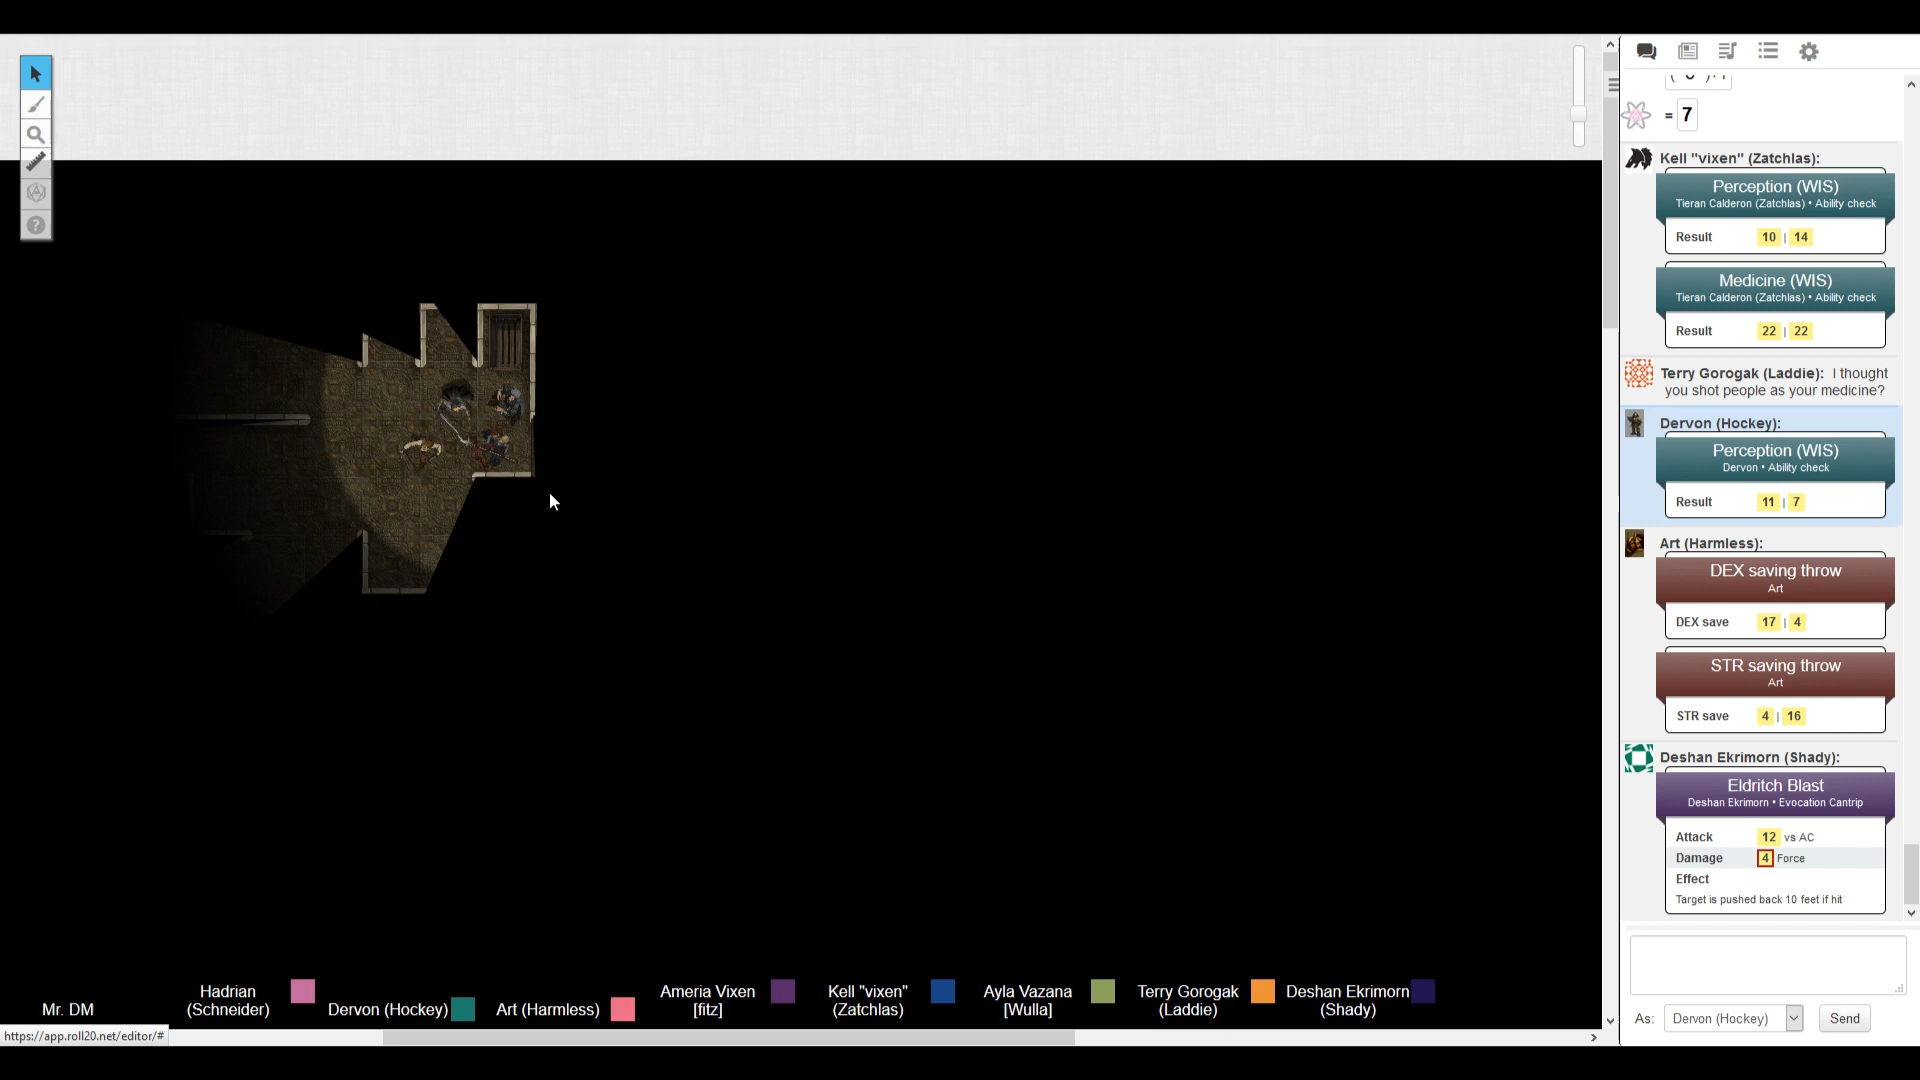 = 7
Kell "vixen" (Zatchlas):
Perception (WIS)
Tieran Calderon (Zatchlas) • Ability check
Result 10 | 14
Medicine (WIS)
Tieran Calderon (Zatchlas) • Ability check
Result 22 | 22
Terry Gorogak (Laddie): I thought
you shot people as your medicine?
Dervon (Hockey):
Perception (WIS)
Dervon • Ability check
Result 11 | 7
Art (Harmless):
DEX saving throw
Art
DEX save 17 | 4
STR saving throw
Art
STR save 4 | 16
Deshan Ekrimorn (Shady):
Eldritch Blast
Deshan Ekrimorn • Evocation Cantrip
Attack 12 vs AC
Damage 4 Force
Effect
Target is pushed back 10 feet if hit
As: Dervon (Hockey) Send
Mr. DM
Hadrian
(Schneider)
Dervon (Hockey)
Art (Harmless)
Ameria Vixen
[fitz]
Kell "vixen"
(Zatchlas)
Ayla Vazana
[Wulla]
Terry Gorogak
(Laddie)
Deshan Ekrimorn
(Shady)
https://app.roll20.net/editor/#